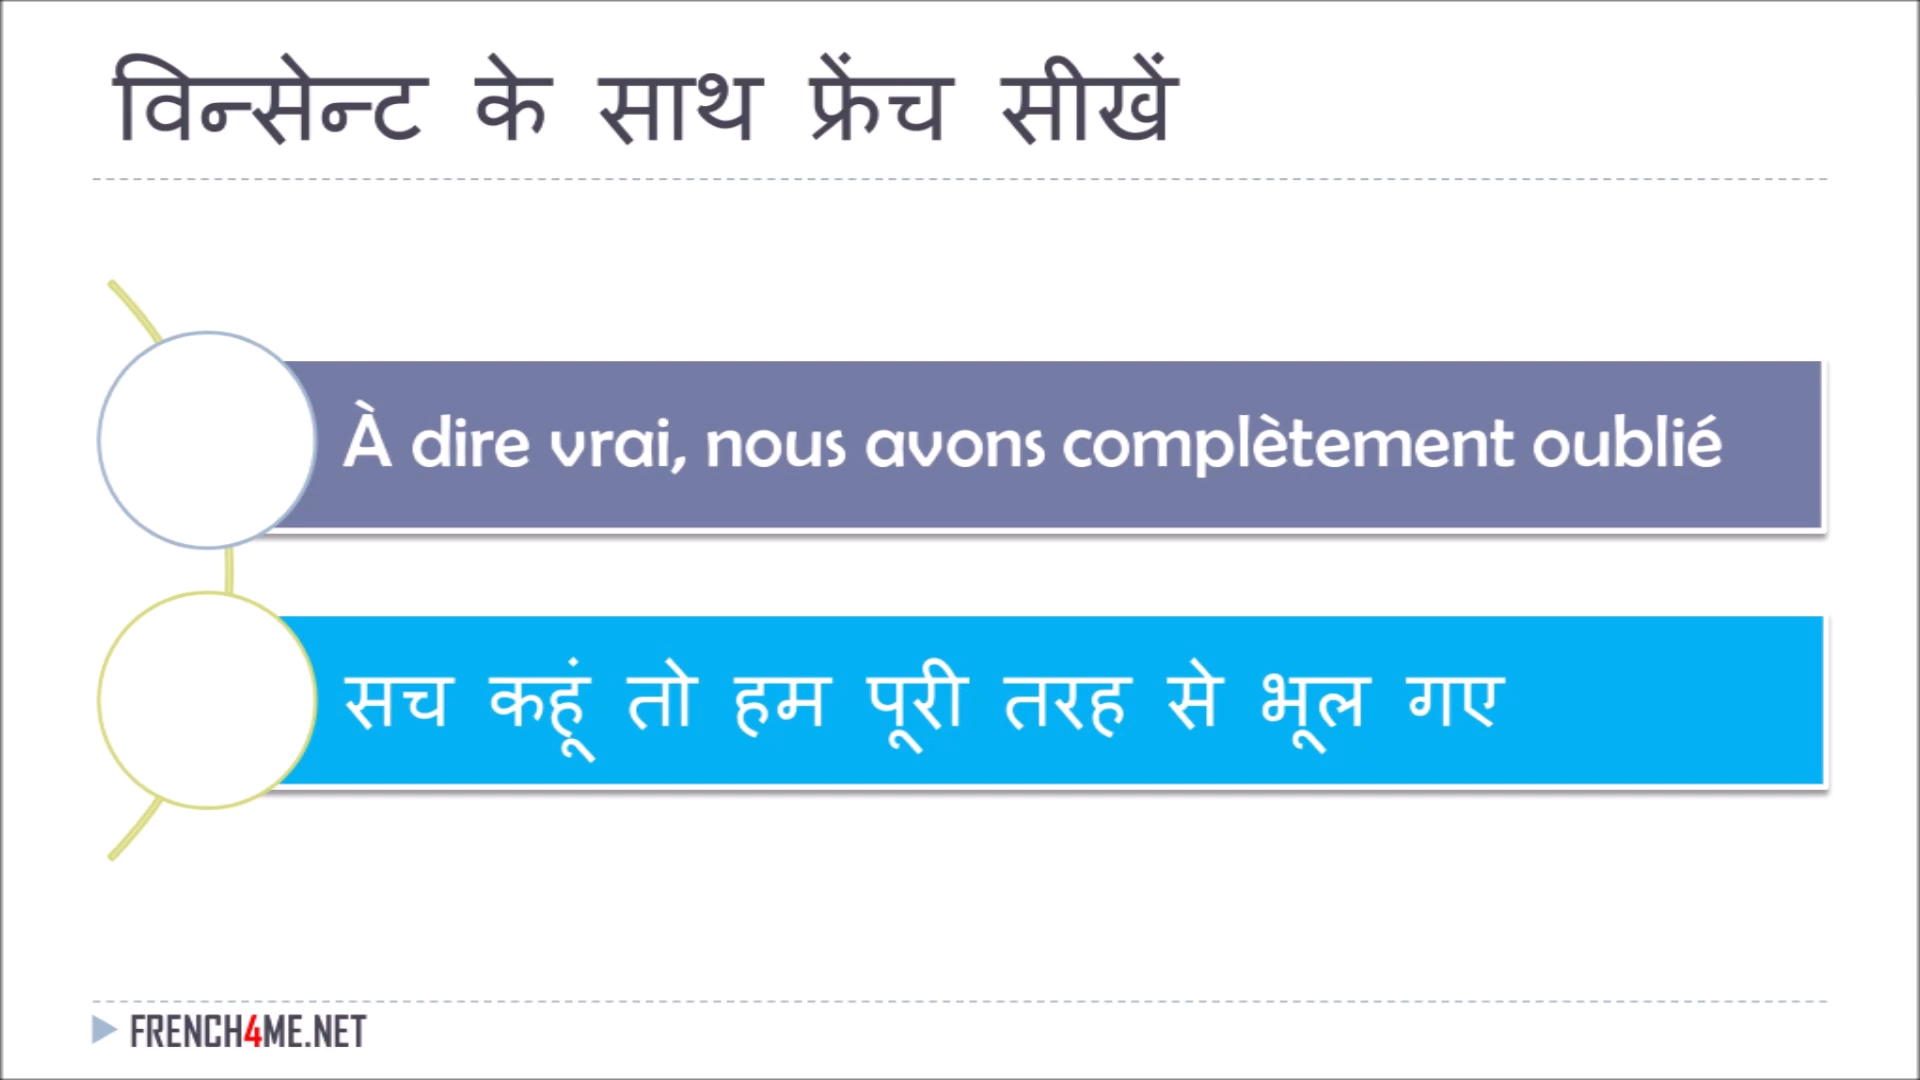 विन्सेन्ट के साथ फ्रेंच सीखें
À dire vrai, nous avons complètement oublié
सच कहूं तो हम पूरी तरह से भूल गए
FRENCH4ME.NET